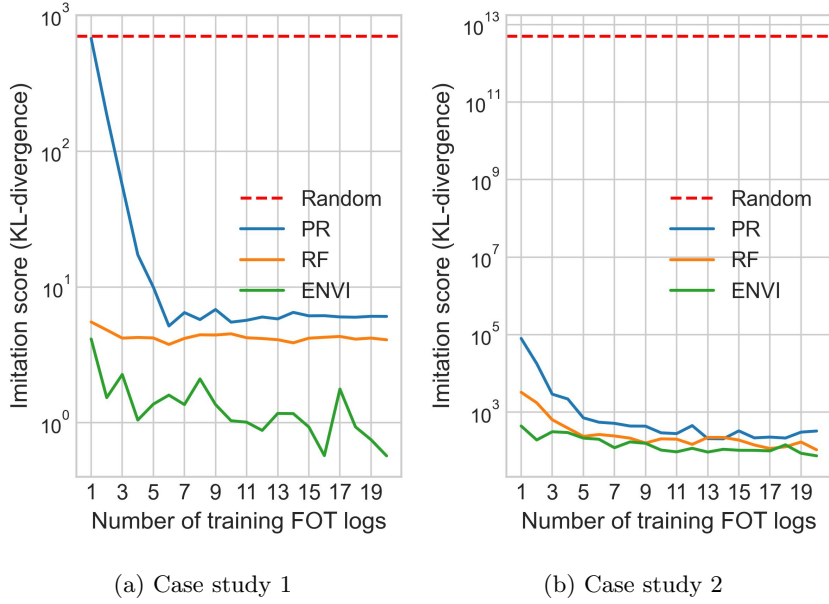 10^3
10^2
10^1
10^0
Imitation score (KL-divergence)
Random
PR
RF
ENVI
1 3 5 7 9 11 13 15 17 19
Number of training FOT logs
(a) Case study 1
10^13
10^11
10^9
10^7
10^5
10^3
Imitation score (KL-divergence)
Random
PR
RF
ENVI
1 3 5 7 9 11 13 15 17 19
Number of training FOT logs
(b) Case study 2